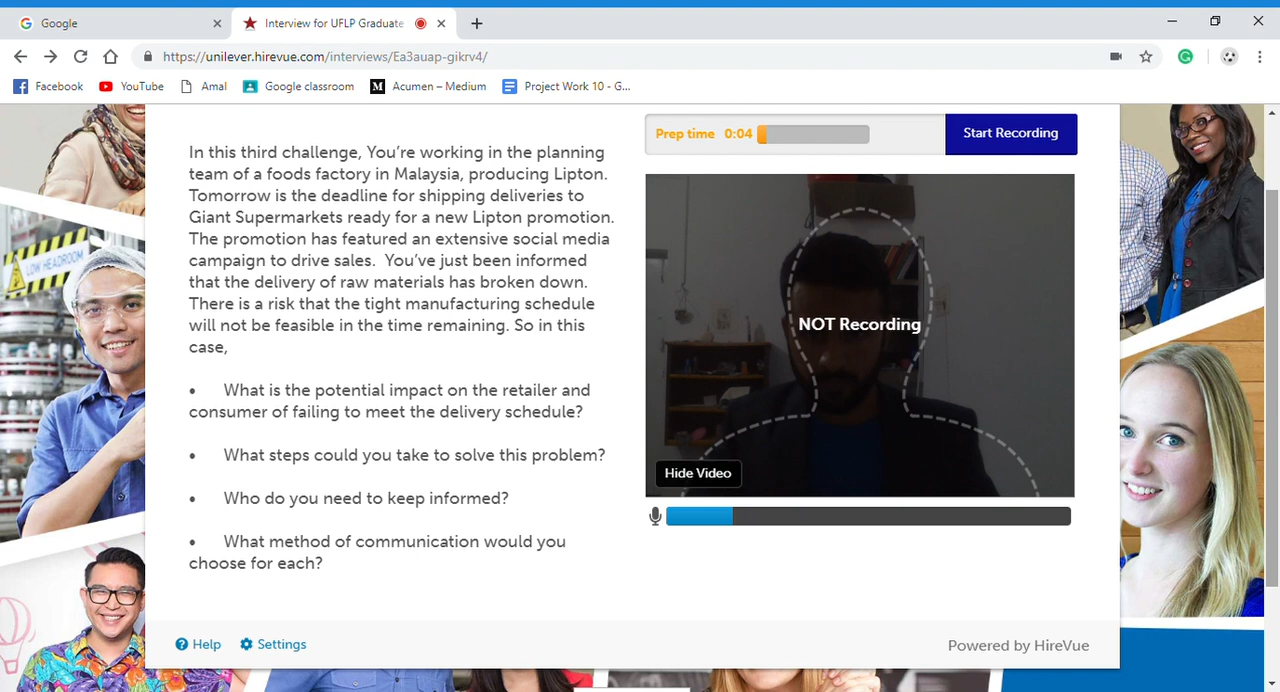 Google
Interview for UFLP Graduate
https://unilever.hirevue.com/interviews/Ea3auap-gikrv4/
Facebook
YouTube
Amal
Google classroom
M
Acumen – Medium
Project Work 10 - G...
In this third challenge, You're working in the planning
team of a foods factory in Malaysia, producing Lipton.
Tomorrow is the deadline for shipping deliveries to
Giant Supermarkets ready for a new Lipton promotion.
The promotion has featured an extensive social media
campaign to drive sales.  You've just been informed
that the delivery of raw materials has broken down.
There is a risk that the tight manufacturing schedule
will not be feasible in the time remaining. So in this
case,
• What is the potential impact on the retailer and
consumer of failing to meet the delivery schedule?
• What steps could you take to solve this problem?
• Who do you need to keep informed?
• What method of communication would you
choose for each?
Prep time 0:04
Start Recording
NOT Recording
Hide Video
LOW HEADROOM
Help
Settings
Powered by HireVue